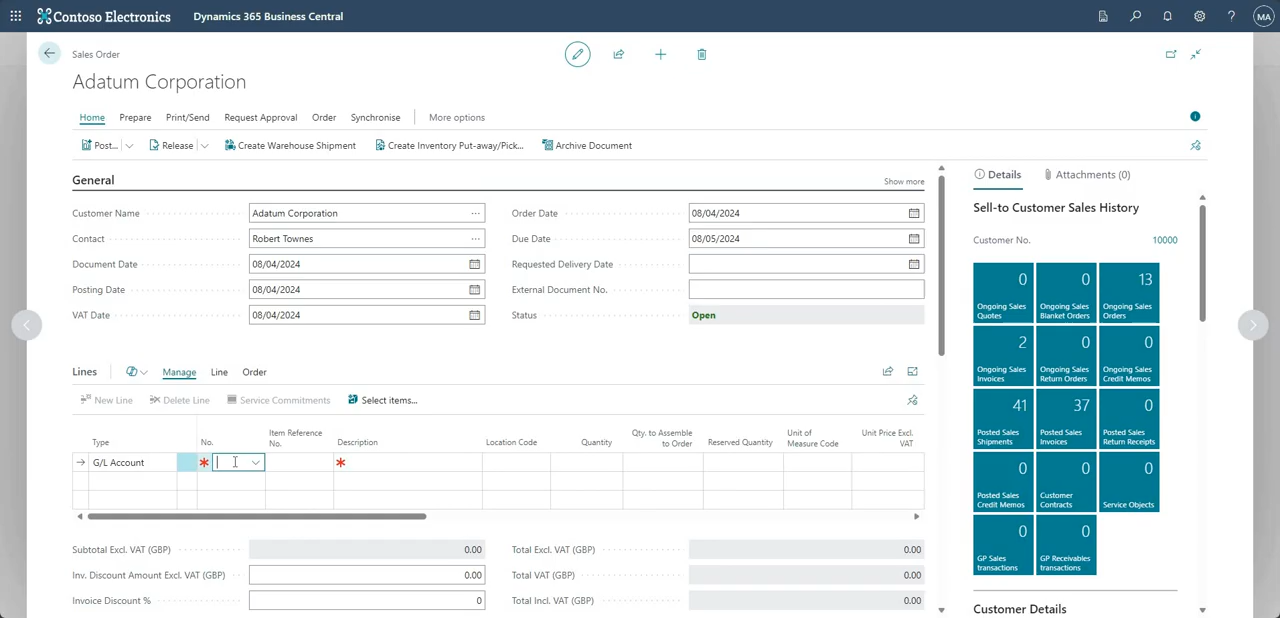 Contoso Electronics
Dynamics 365 Business Central
MA
Sales Order
Adatum Corporation
Home
Prepare
Print/Send
Request Approval
Order
Synchronise
More options
Post...
Release
Create Warehouse Shipment
Create Inventory Put-away/Pick...
Archive Document
General
Show more
Customer Name
Adatum Corporation
Contact
Robert Townes
Document Date
08/04/2024
Posting Date
08/04/2024
VAT Date
08/04/2024
Order Date
08/04/2024
Due Date
08/05/2024
Requested Delivery Date
External Document No.
Status
Open
Lines
Manage
Line
Order
New Line
Delete Line
Service Commitments
Select items...
Type
No.
Item Reference
No.
Description
Location Code
Quantity
Qty. to Assemble
to Order
Reserved Quantity
Unit of
Measure Code
Unit Price Excl.
VAT
G/L Account
Subtotal Excl. VAT (GBP)
0.00
Inv. Discount Amount Excl. VAT (GBP)
0.00
Invoice Discount %
0
Total Excl. VAT (GBP)
0.00
Total VAT (GBP)
0.00
Total Incl. VAT (GBP)
0.00
Details
Attachments (0)
Sell-to Customer Sales History
Customer No.
10000
0
Ongoing Sales
Quotes
0
Ongoing Sales
Blanket Orders
13
Ongoing Sales
Orders
2
Ongoing Sales
Invoices
0
Ongoing Sales
Return Orders
0
Ongoing Sales
Credit Memos
41
Posted Sales
Shipments
37
Posted Sales
Invoices
0
Posted Sales
Return Receipts
0
Posted Sales
Credit Memos
0
Customer
Contracts
0
Service Objects
0
GP Sales
transactions
0
GP Receivables
transactions
Customer Details